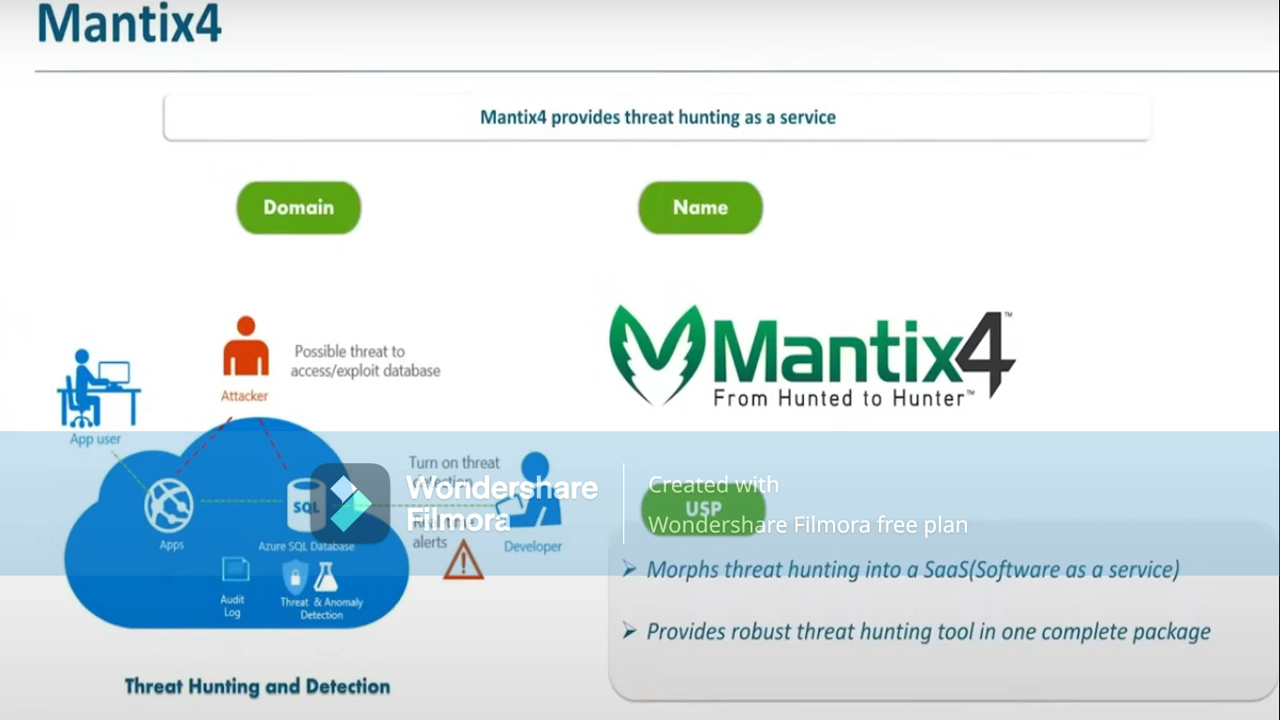 Mantix4
Mantix4 provides threat hunting as a service
Domain
Name
Possible threat to
access/exploit database
Attacker
App user
Mantix4™
From Hunted to Hunter™
Turn on threat
detection
Wondershare
Filmora
Created with
Wondershare Filmora free plan
USP
SQL
alerts
Apps
Azure SQL Database
Developer
Audit
Log
Threat & Anomaly
Detection
Morphs threat hunting into a SaaS(Software as a service)
Provides robust threat hunting tool in one complete package
Threat Hunting and Detection